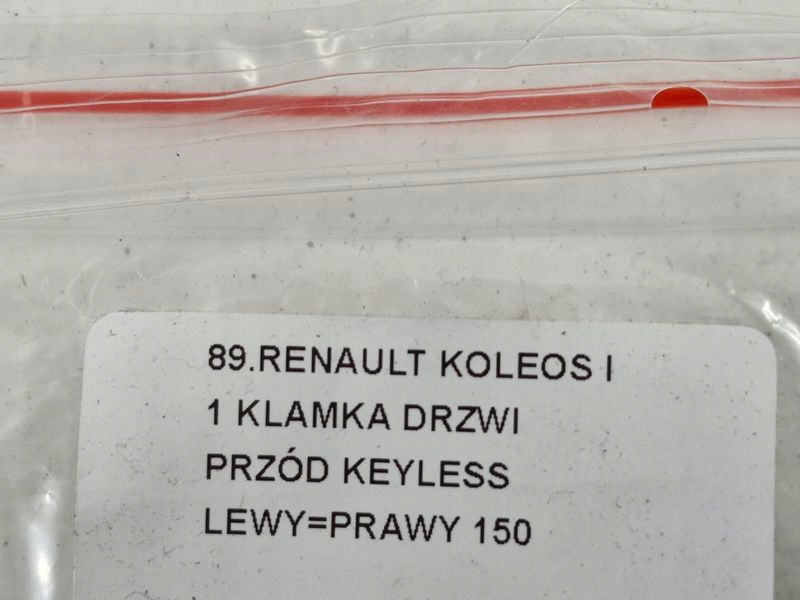 89.RENAULT KOLEOS I
1 KLAMKA DRZWI
PRZÓD KEYLESS
LEWY=PRAWY 150